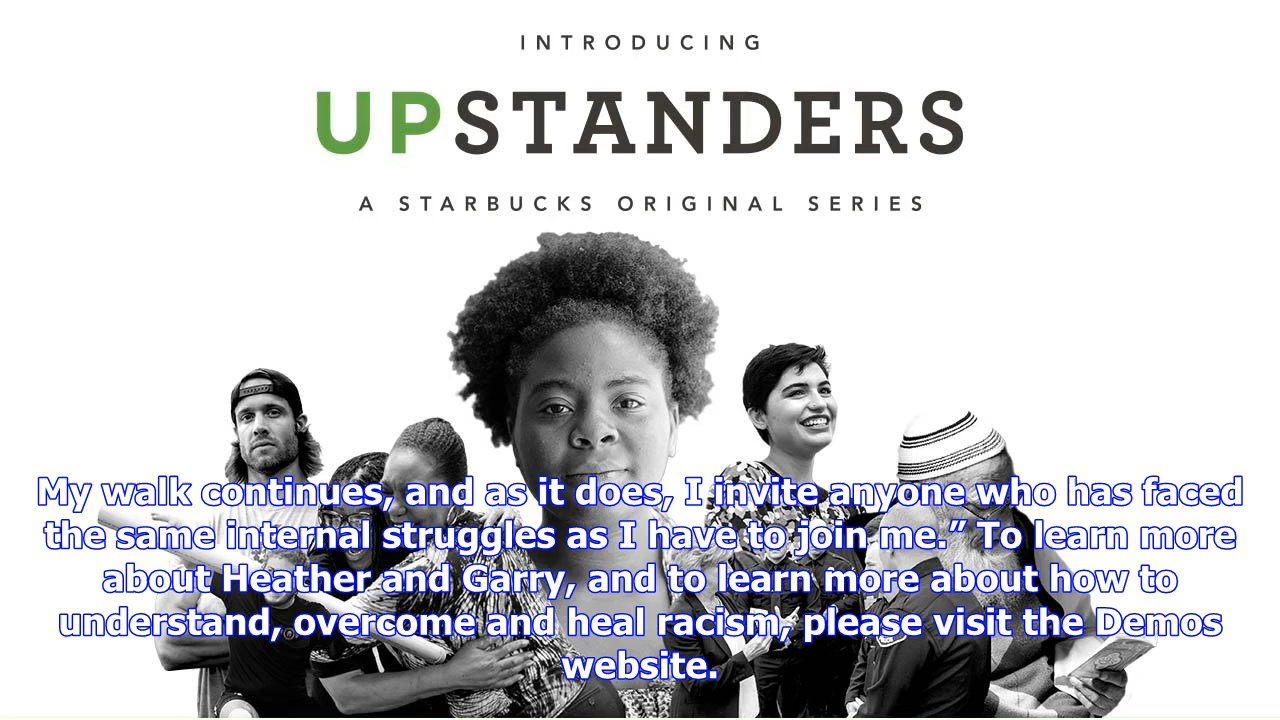 INTRODUCING
UPSTANDERS
A STARBUCKS ORIGINAL SERIES
My walk continues, and as it does, I invite anyone who has faced
the same internal struggles as I have to join me.” To learn more
about Heather and Garry, and to learn more about how to
understand, overcome and heal racism, please visit the Demos
website.